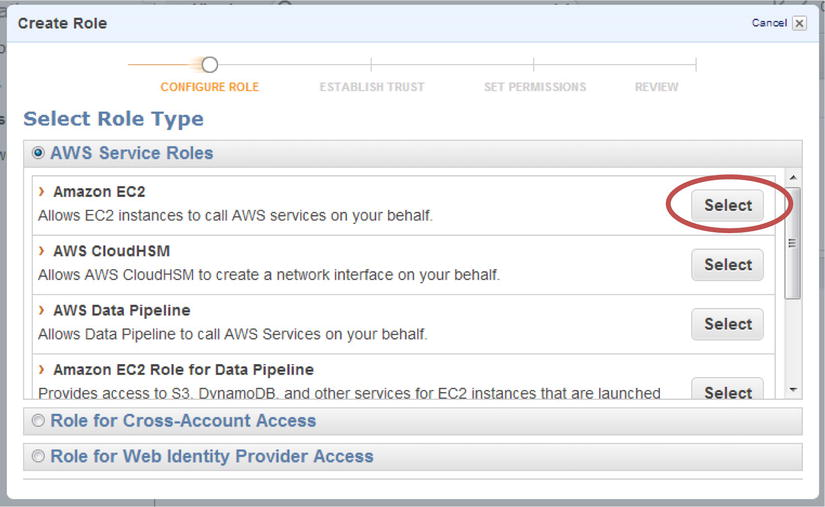 Create Role
Cancel
CONFIGURE ROLE ESTABLISH TRUST SET PERMISSIONS REVIEW
Select Role Type
AWS Service Roles
Amazon EC2
Allows EC2 instances to call AWS services on your behalf.
Select
AWS CloudHSM
Allows AWS CloudHSM to create a network interface on your behalf.
Select
AWS Data Pipeline
Allows Data Pipeline to call AWS Services on your behalf.
Select
Amazon EC2 Role for Data Pipeline
Provides access to S3, DynamoDB, and other services for EC2 instances that are launched
Select
Role for Cross-Account Access
Role for Web Identity Provider Access